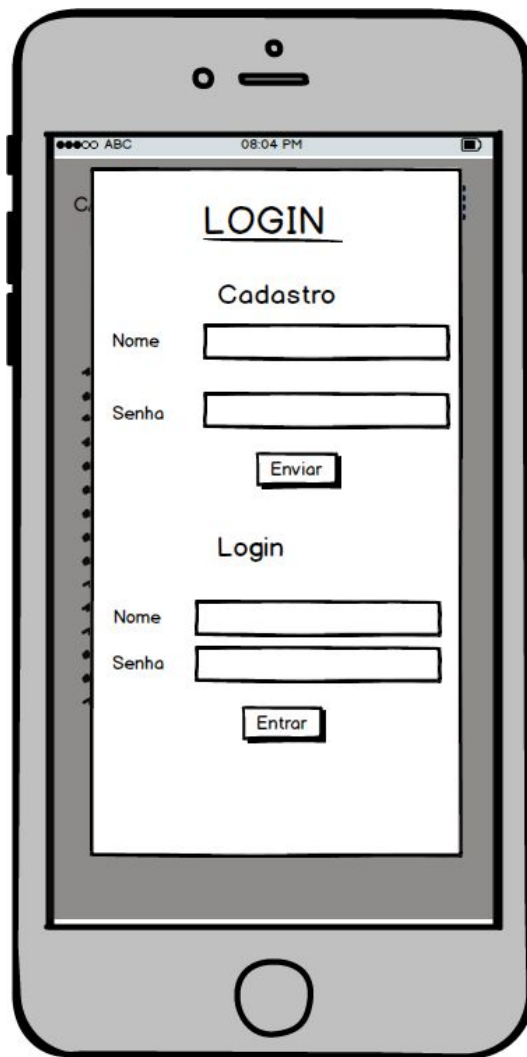 ABC 08:04 PM
LOGIN
Cadastro
Nome
Senha
Enviar
Login
Nome
Senha
Entrar